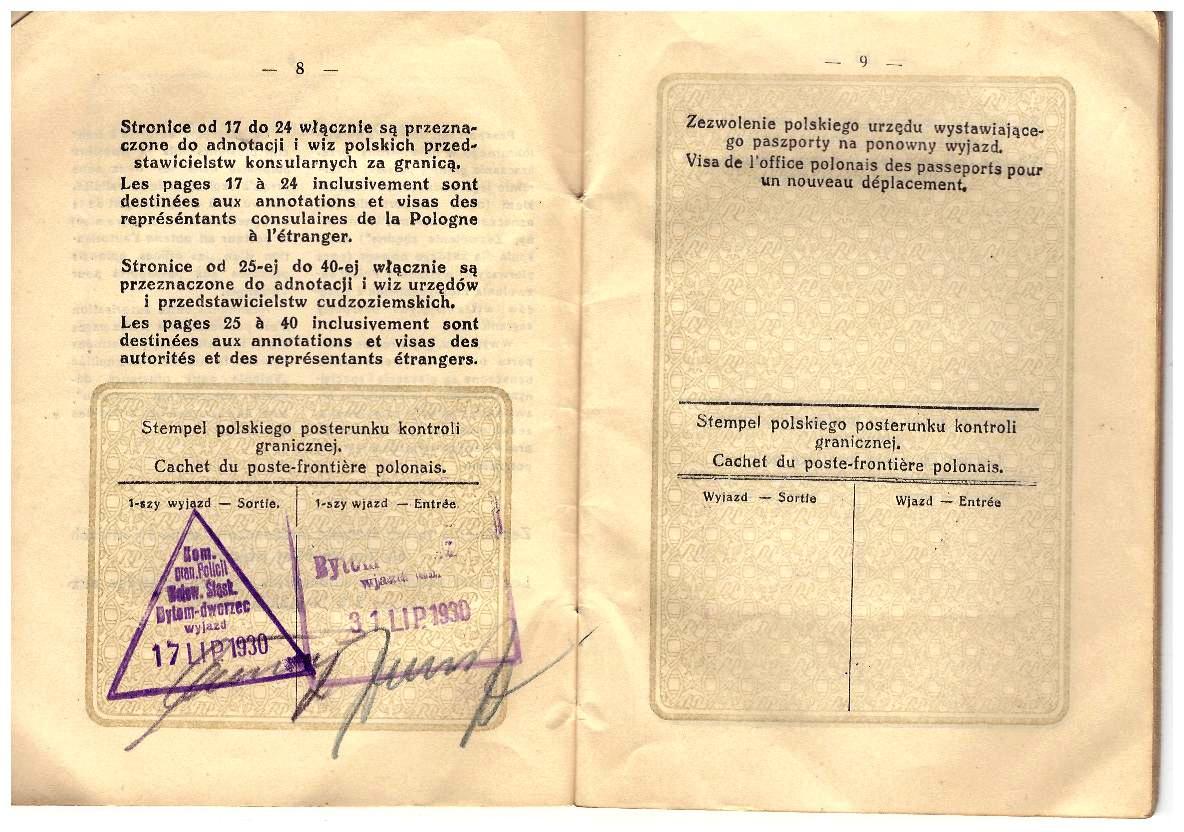 — 8 —
Stronice od 17 do 24 włącznie są przezna-
czone do adnotacji i wiz polskich przed-
stawicielstw konsularnych za granicą.
Les pages 17 à 24 inclusivement sont
destinées aux annotations et visas des
représéntants consulaires de la Pologne
à l'étranger.
Stronice od 25-ej do 40-ej włącznie są
przeznaczone do adnotacji i wiz urzędów
i przedstawicielstw cudzoziemskich.
Les pages 25 à 40 inclusivement sont
destinées aux annotations et visas des
autorités et des représentants étrangers.
Stempel polskiego posterunku kontroli
granicznej.
Cachet du poste-frontière polonais.
1-szy wyjazd — Sortie.
1-szy wjazd — Entrée.
Kom.
Gran. Policji
Wojew. Śląsk.
Bytom-dworzec
wyjazd
17 LIP 1930
wjazd
31 LIP 1930
— 9 —
Zezwolenie polskiego urzędu wystawiające-
go paszporty na ponowny wyjazd.
Visa de l'office polonais des passeports pour
un nouveau déplacement.
Stempel polskiego posterunku kontroli
granicznej.
Cachet du poste-frontière polonais.
Wyjazd — Sortie
Wjazd — Entrée